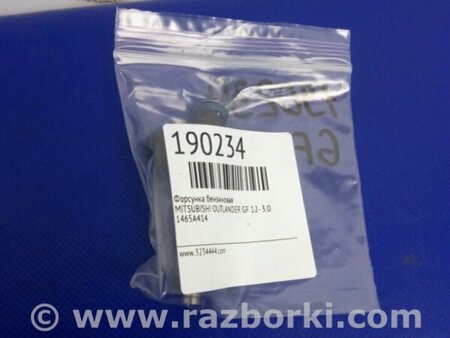 190234
Форсунка бензиновая
MITSUBISHI OUTLANDER GF 12- 3,0
1465A414
www.3234444.com
© www.razborki.com